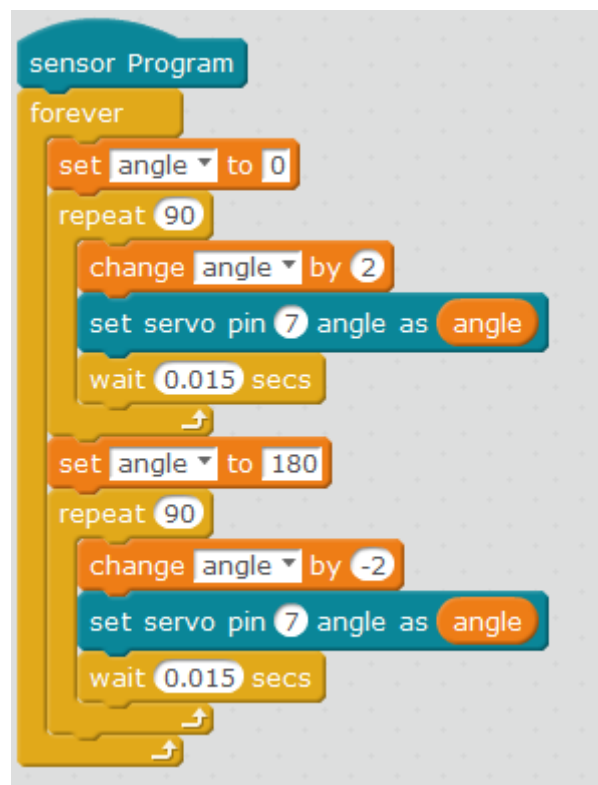 sensor Program
forever
set angle to 0
repeat 90
change angle by 2
set servo pin 7 angle as angle
wait 0.015 secs
set angle to 180
repeat 90
change angle by -2
set servo pin 7 angle as angle
wait 0.015 secs